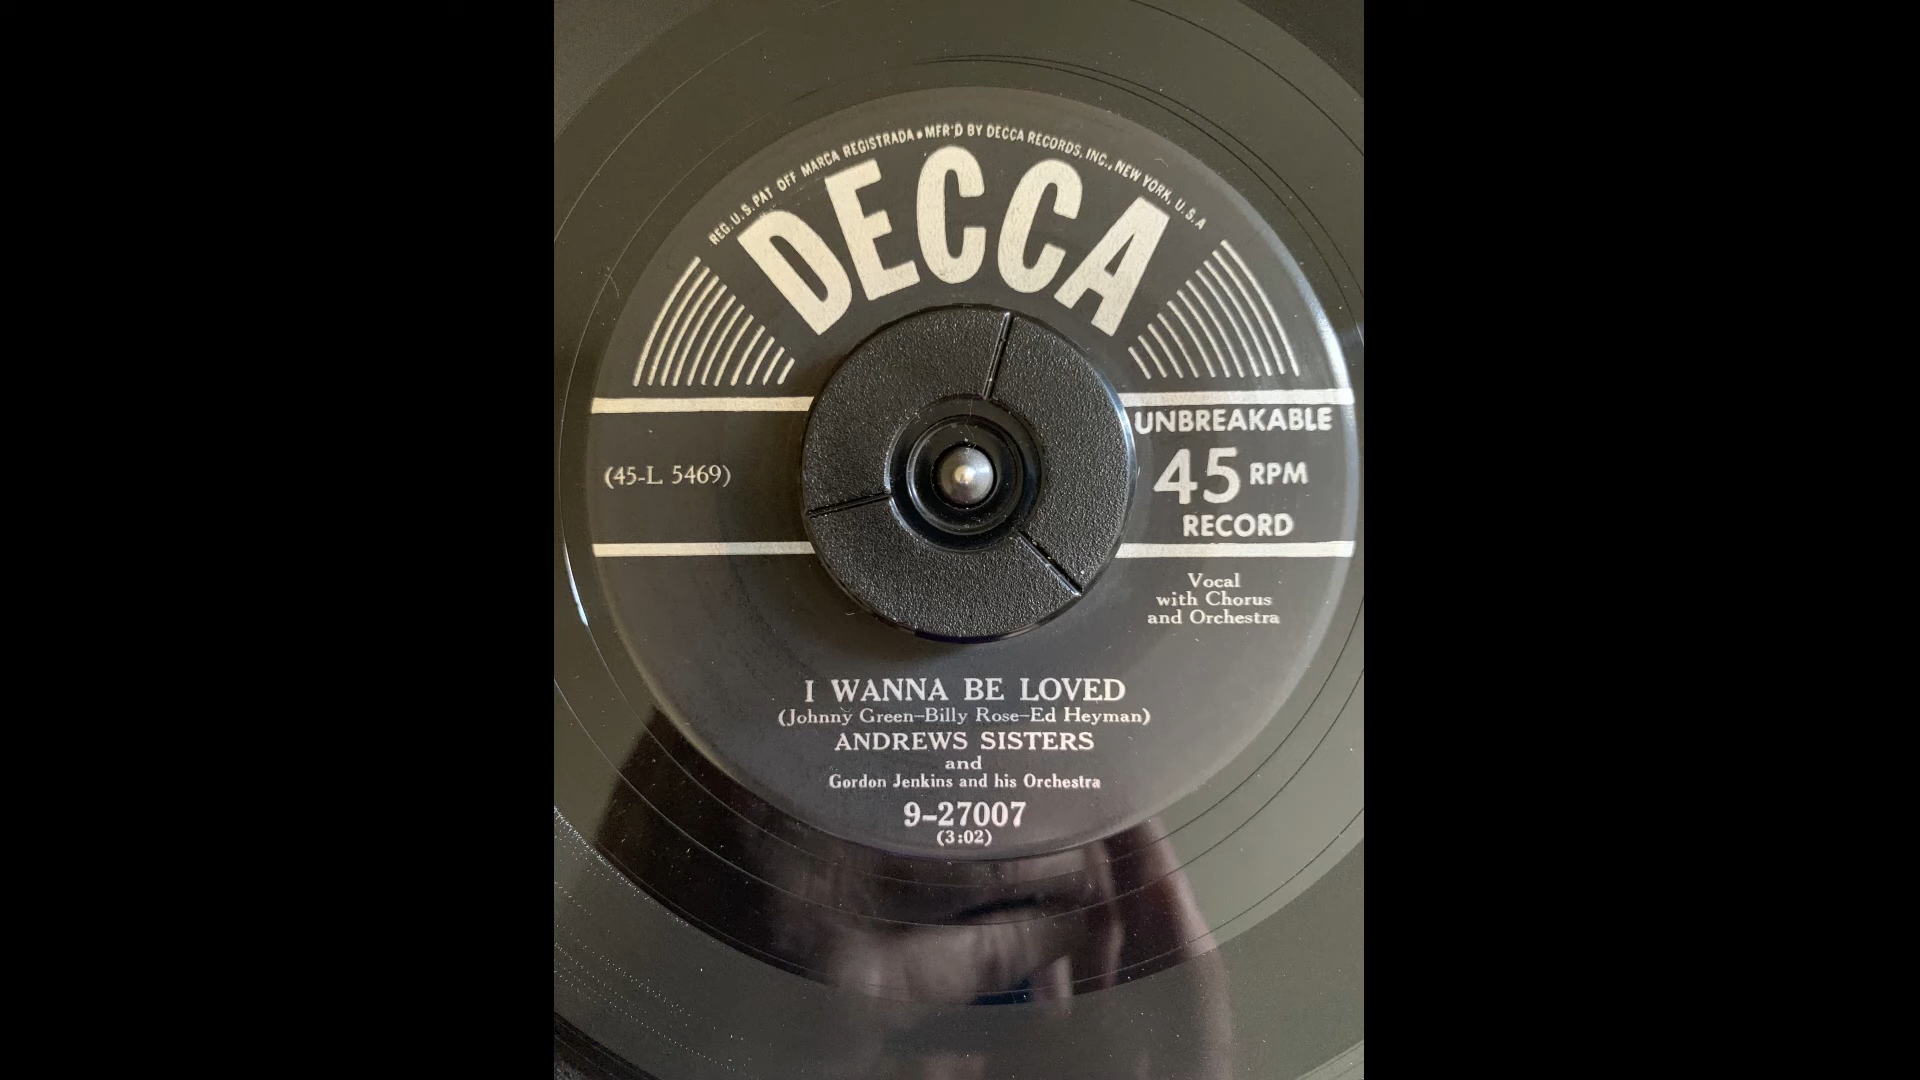 REG. U.S. PAT OFF MARCA REGISTRADA • MFR'D BY DECCA RECORDS, INC., NEW YORK, U.S.A
DECCA
UNBREAKABLE
(45-L 5469)
45 RPM
RECORD
Vocal
with Chorus
and Orchestra
I WANNA BE LOVED
(Johnny Green–Billy Rose–Ed Heyman)
ANDREWS SISTERS
and
Gordon Jenkins and his Orchestra
9–27007
(3:02)